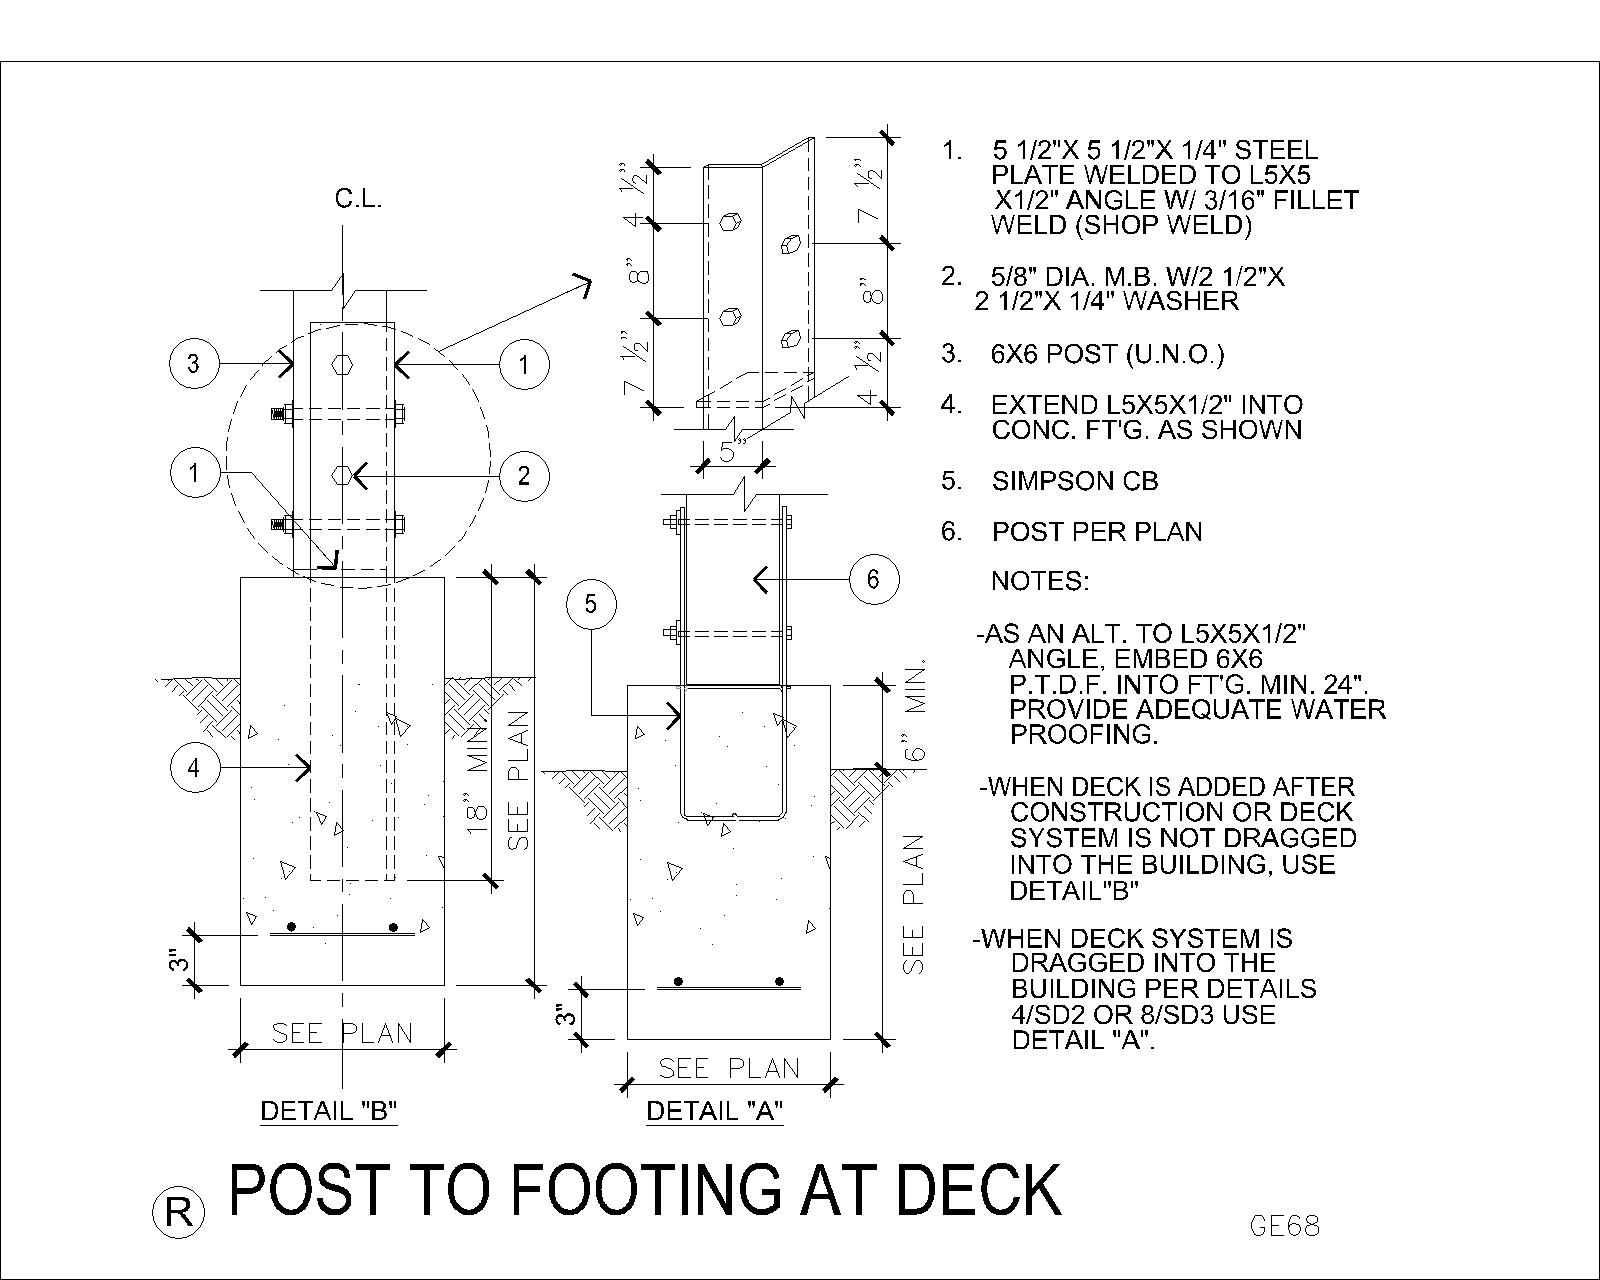 C.L.
3
1
1
2
4
18" MIN.
SEE PLAN
3"
SEE PLAN
DETAIL "B"
4 1/2"
8"
7 1/2"
7 1/2"
8"
4 1/2"
5"
5
6
6" MIN.
SEE PLAN
3"
SEE PLAN
DETAIL "A"
1. 5 1/2"X 5 1/2"X 1/4" STEEL
PLATE WELDED TO L5X5
X1/2" ANGLE W/ 3/16" FILLET
WELD (SHOP WELD)
2. 5/8" DIA. M.B. W/2 1/2"X
2 1/2"X 1/4" WASHER
3. 6X6 POST (U.N.O.)
4. EXTEND L5X5X1/2" INTO
CONC. FT'G. AS SHOWN
5. SIMPSON CB
6. POST PER PLAN
NOTES:
-AS AN ALT. TO L5X5X1/2"
ANGLE, EMBED 6X6
P.T.D.F. INTO FT'G. MIN. 24".
PROVIDE ADEQUATE WATER
PROOFING.
-WHEN DECK IS ADDED AFTER
CONSTRUCTION OR DECK
SYSTEM IS NOT DRAGGED
INTO THE BUILDING, USE
DETAIL"B"
-WHEN DECK SYSTEM IS
DRAGGED INTO THE
BUILDING PER DETAILS
4/SD2 OR 8/SD3 USE
DETAIL "A".
R POST TO FOOTING AT DECK
GE68